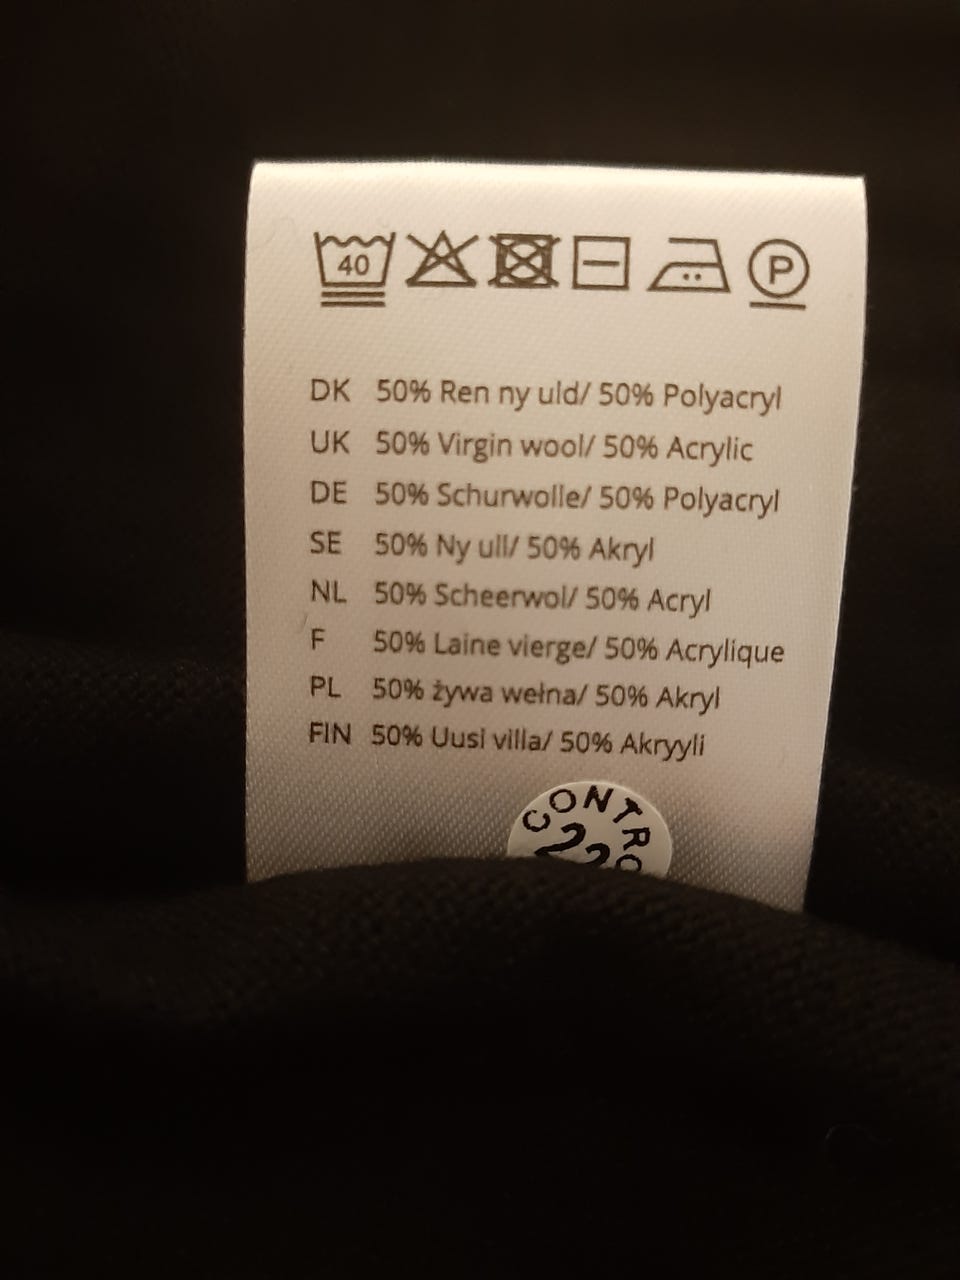 40 P
DK 50% Ren ny uld/ 50% Polyacryl
UK 50% Virgin wool/ 50% Acrylic
DE 50% Schurwolle/ 50% Polyacryl
SE 50% Ny ull/ 50% Akryl
NL 50% Scheerwol/ 50% Acryl
F 50% Laine vierge/ 50% Acrylique
PL 50% żywa wełna/ 50% Akryl
FIN 50% Uusi villa/ 50% Akryyli
CONTRO
22